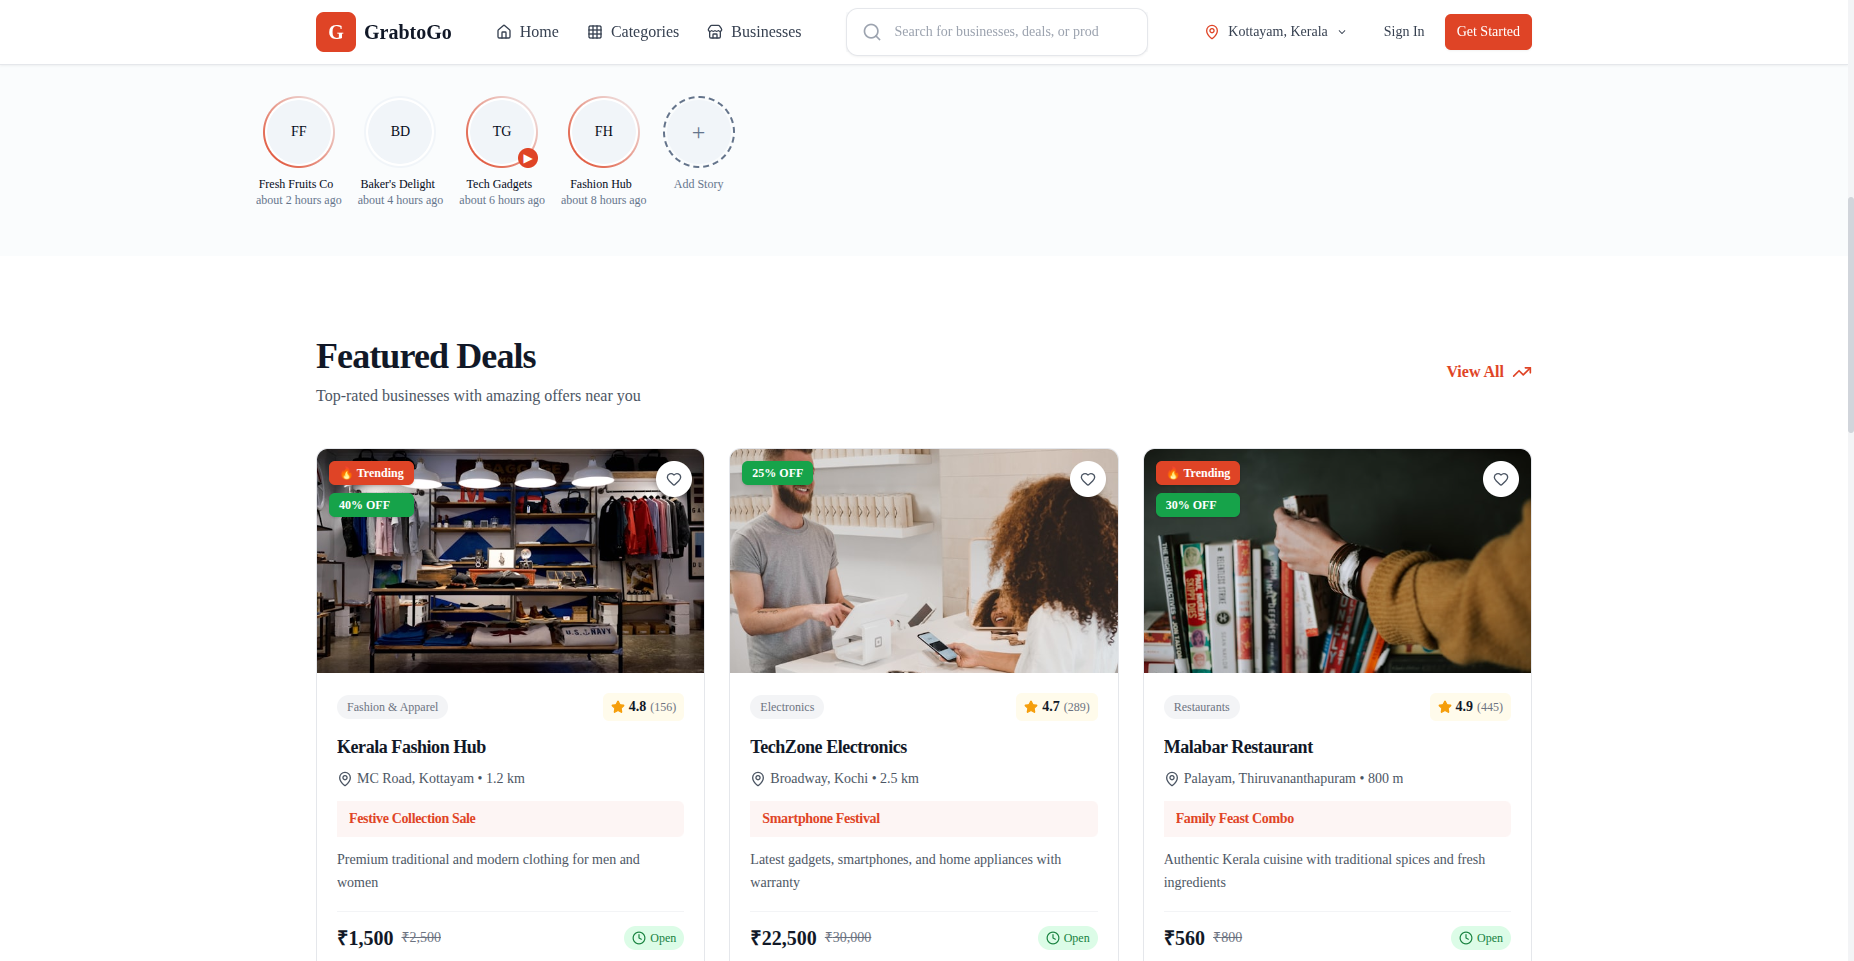 G GrabtoGo Home Categories Businesses Search for businesses, deals, or prod Kottayam, Kerala Sign In Get Started
FF BD TG FH +
Fresh Fruits Co Baker's Delight Tech Gadgets Fashion Hub Add Story
about 2 hours ago about 4 hours ago about 6 hours ago about 8 hours ago
Featured Deals
View All
Top-rated businesses with amazing offers near you
🔥 Trending
40% OFF
U.S. NAVY
Fashion & Apparel 4.8 (156)
Kerala Fashion Hub
MC Road, Kottayam • 1.2 km
Festive Collection Sale
Premium traditional and modern clothing for men and
women
₹1,500 ₹2,500 Open
25% OFF
Electronics 4.7 (289)
TechZone Electronics
Broadway, Kochi • 2.5 km
Smartphone Festival
Latest gadgets, smartphones, and home appliances with
warranty
₹22,500 ₹30,000 Open
🔥 Trending
30% OFF
Restaurants 4.9 (445)
Malabar Restaurant
Palayam, Thiruvananthapuram • 800 m
Family Feast Combo
Authentic Kerala cuisine with traditional spices and fresh
ingredients
₹560 ₹800 Open